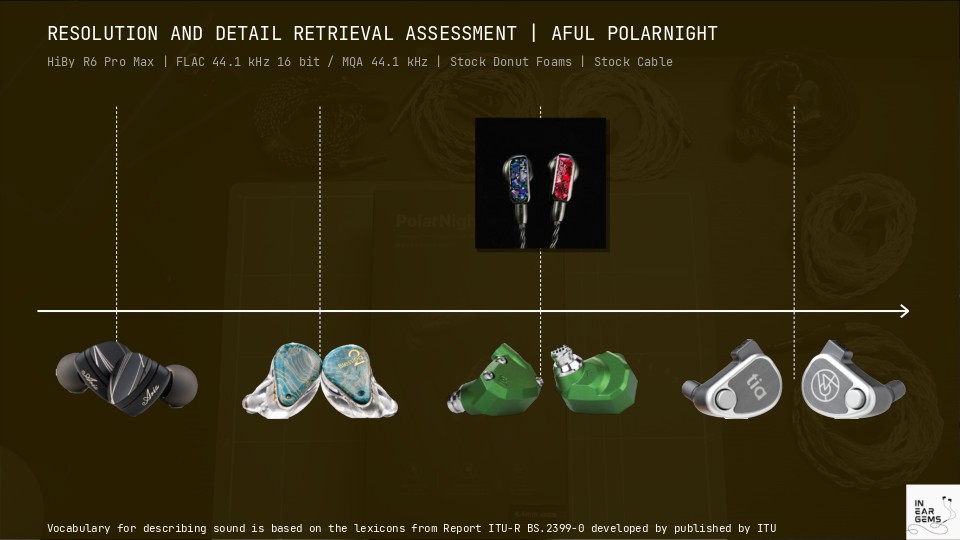 RESOLUTION AND DETAIL RETRIEVAL ASSESSMENT | AFUL POLARNIGHT
HiBy R6 Pro Max | FLAC 44.1 kHz 16 bit / MQA 44.1 kHz | Stock Donut Foams | Stock Cable
PolarNight
tia
Vocabulary for describing sound is based on the lexicons from Report ITU-R BS.2399-0 developed by published by ITU
IN
EAR
GEMS